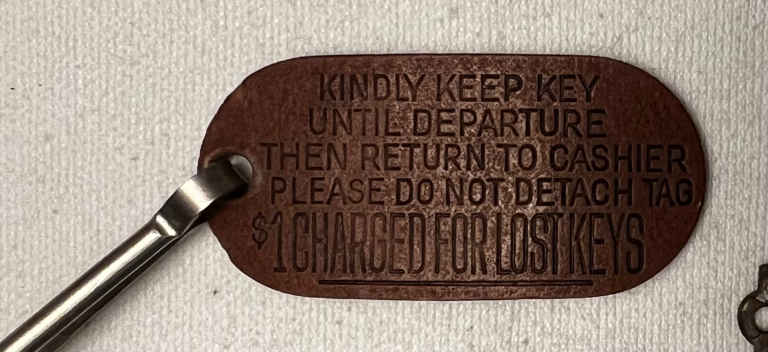 KINDLY KEEP KEY
UNTIL DEPARTURE
THEN RETURN TO CASHIER
PLEASE DO NOT DETACH TAG
$1 CHARGED FOR LOST KEYS